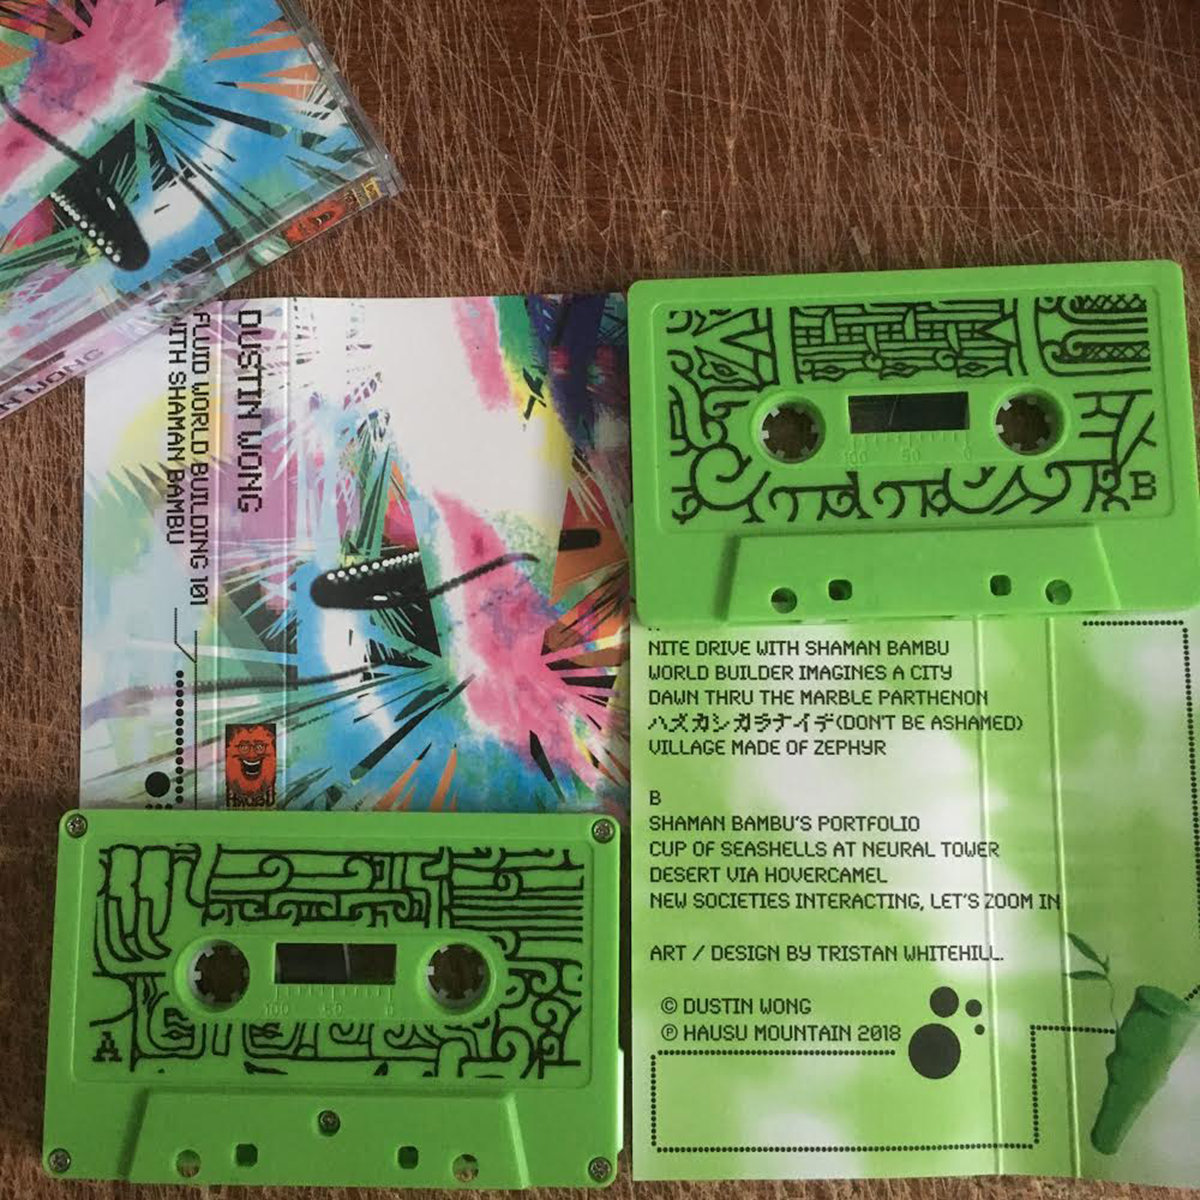 DUSTIN WONG
FLUID WORLD BUILDING 101
WITH SHAMAN BAMBU
HAUSU
WONG
B
100 50 0
NITE DRIVE WITH SHAMAN BAMBU
WORLD BUILDER IMAGINES A CITY
DAWN THRU THE MARBLE PARTHENON
ハズカシガラナイデ(DON'T BE ASHAMED)
VILLAGE MADE OF ZEPHYR
B
SHAMAN BAMBU'S PORTFOLIO
CUP OF SEASHELLS AT NEURAL TOWER
DESERT VIA HOVERCAMEL
NEW SOCIETIES INTERACTING, LET'S ZOOM IN
ART / DESIGN BY TRISTAN WHITEHILL.
© DUSTIN WONG
℗ HAUSU MOUNTAIN 2018
A
100 50 0